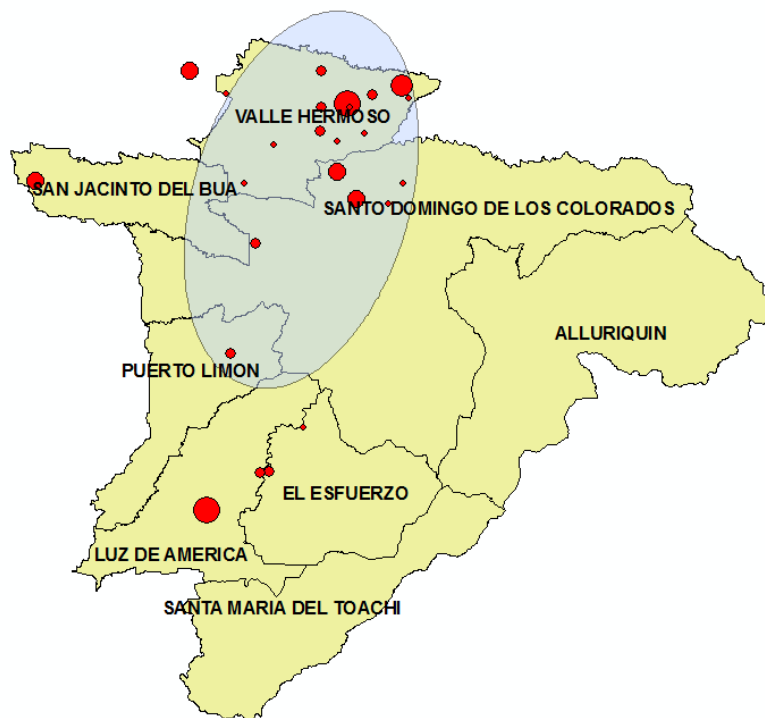 VALLE HERMOSO
SAN JACINTO DEL BUA
SANTO DOMINGO DE LOS COLORADOS
ALLURIQUIN
PUERTO LIMON
EL ESFUERZO
LUZ DE AMERICA
SANTA MARIA DEL TOACHI